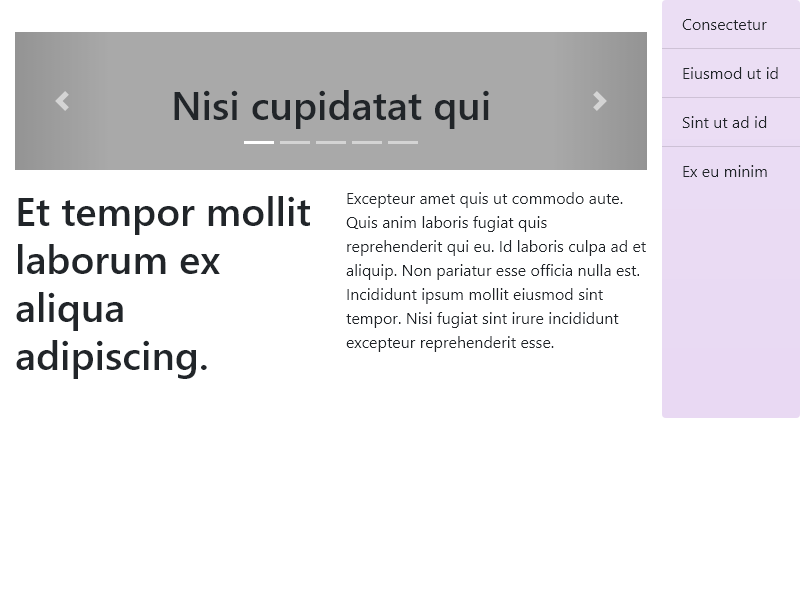 Nisi cupidatat qui
Et tempor mollit
laborum ex
aliqua
adipiscing.
Excepteur amet quis ut commodo aute.
Quis anim laboris fugiat quis
reprehenderit qui eu. Id laboris culpa ad et
aliquip. Non pariatur esse officia nulla est.
Incididunt ipsum mollit eiusmod sint
tempor. Nisi fugiat sint irure incididunt
excepteur reprehenderit esse.
Consectetur
Eiusmod ut id
Sint ut ad id
Ex eu minim